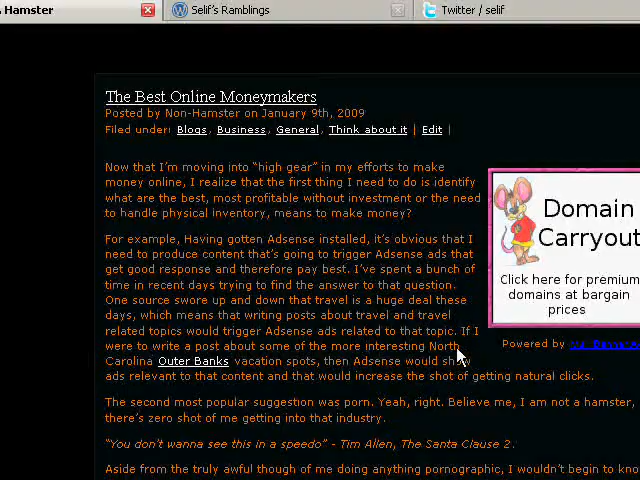 Hamster
Selif's Ramblings
Twitter / selif
The Best Online Moneymakers
Posted by Non-Hamster on January 9th, 2009
Filed under: Blogs, Business, General, Think about it | Edit |
Now that I'm moving into "high gear" in my efforts to make
money online, I realize that the first thing I need to do is identify
what are the best, most profitable without investment or the need
to handle physical inventory, means to make money?
For example, Having gotten Adsense installed, it's obvious that I
need to produce content that's going to trigger Adsense ads that
get good response and therefore pay best. I've spent a bunch of
time in recent days trying to find the answer to that question.
One source swore up and down that travel is a huge deal these
days, which means that writing posts about travel and travel
related topics would trigger Adsense ads related to that topic. If I
were to write a post about some of the more interesting North
Carolina Outer Banks vacation spots, then Adsense would show
ads relevant to that content and that would increase the shot of getting natural clicks.
Domain
Carryout
Click here for premium
domains at bargain
prices
Powered by
The second most popular suggestion was porn. Yeah, right. Believe me, I am not a hamster,
there's zero shot of me getting into that industry.
"You don't wanna see this in a speedo" - Tim Allen, The Santa Clause 2.
Aside from the truly awful though of me doing anything pornographic, I wouldn't begin to kno